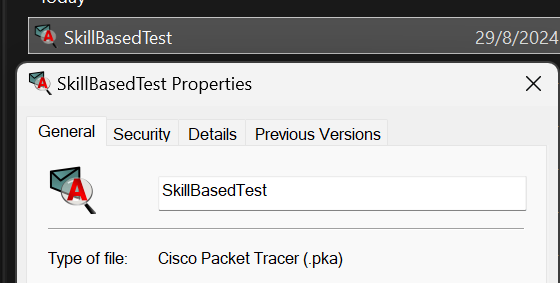 Today
SkillBasedTest 29/8/2024
SkillBasedTest Properties
General Security Details Previous Versions
A
SkillBasedTest
Type of file: Cisco Packet Tracer (.pka)